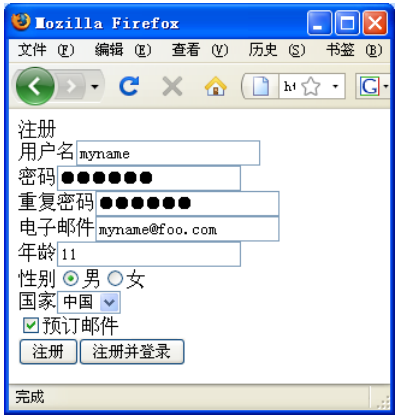 Mozilla Firefox
文件 (F) 编辑 (E) 查看 (V) 历史 (S) 书签 (B)
ht
G
注册
用户名 myname
密码 ●●●●●●
重复密码 ●●●●●●
电子邮件 myname@foo.com
年龄 11
性别 男 女
国家 中国
预订邮件
注册 注册并登录
完成